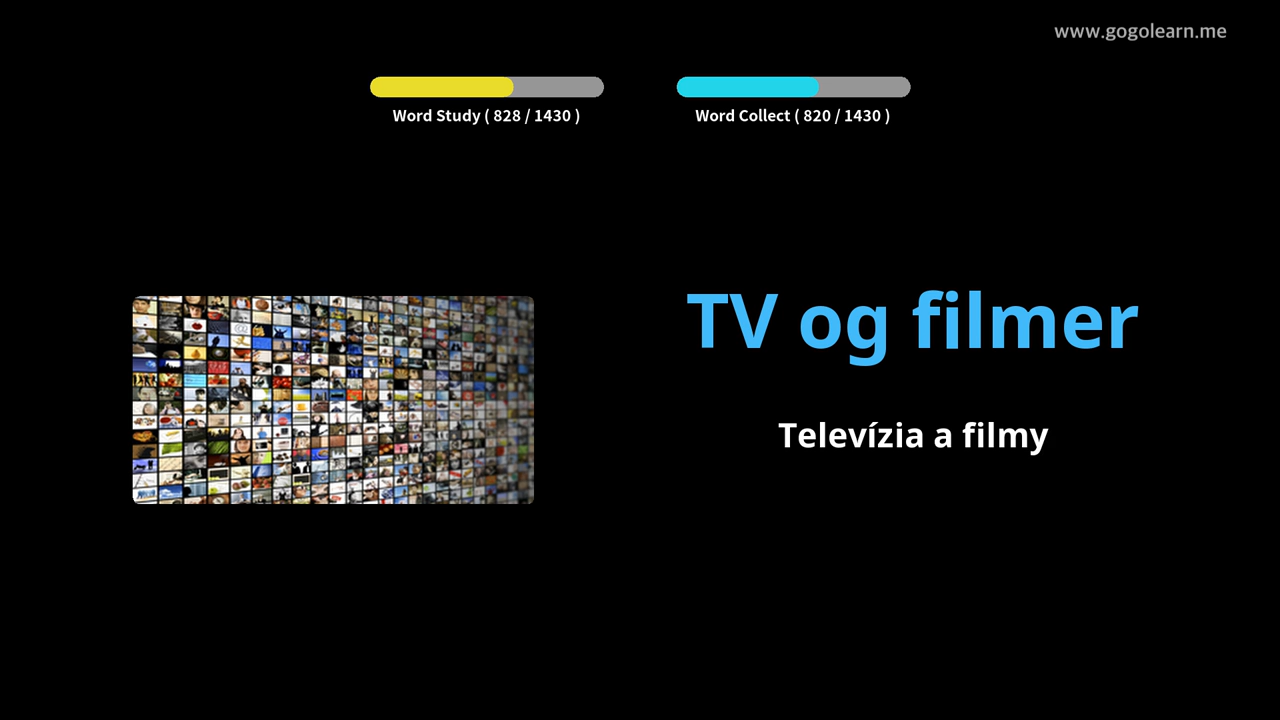 www.gogolearn.me
Word Study ( 828 / 1430 )
Word Collect ( 820 / 1430 )
TV og filmer
Televízia a filmy